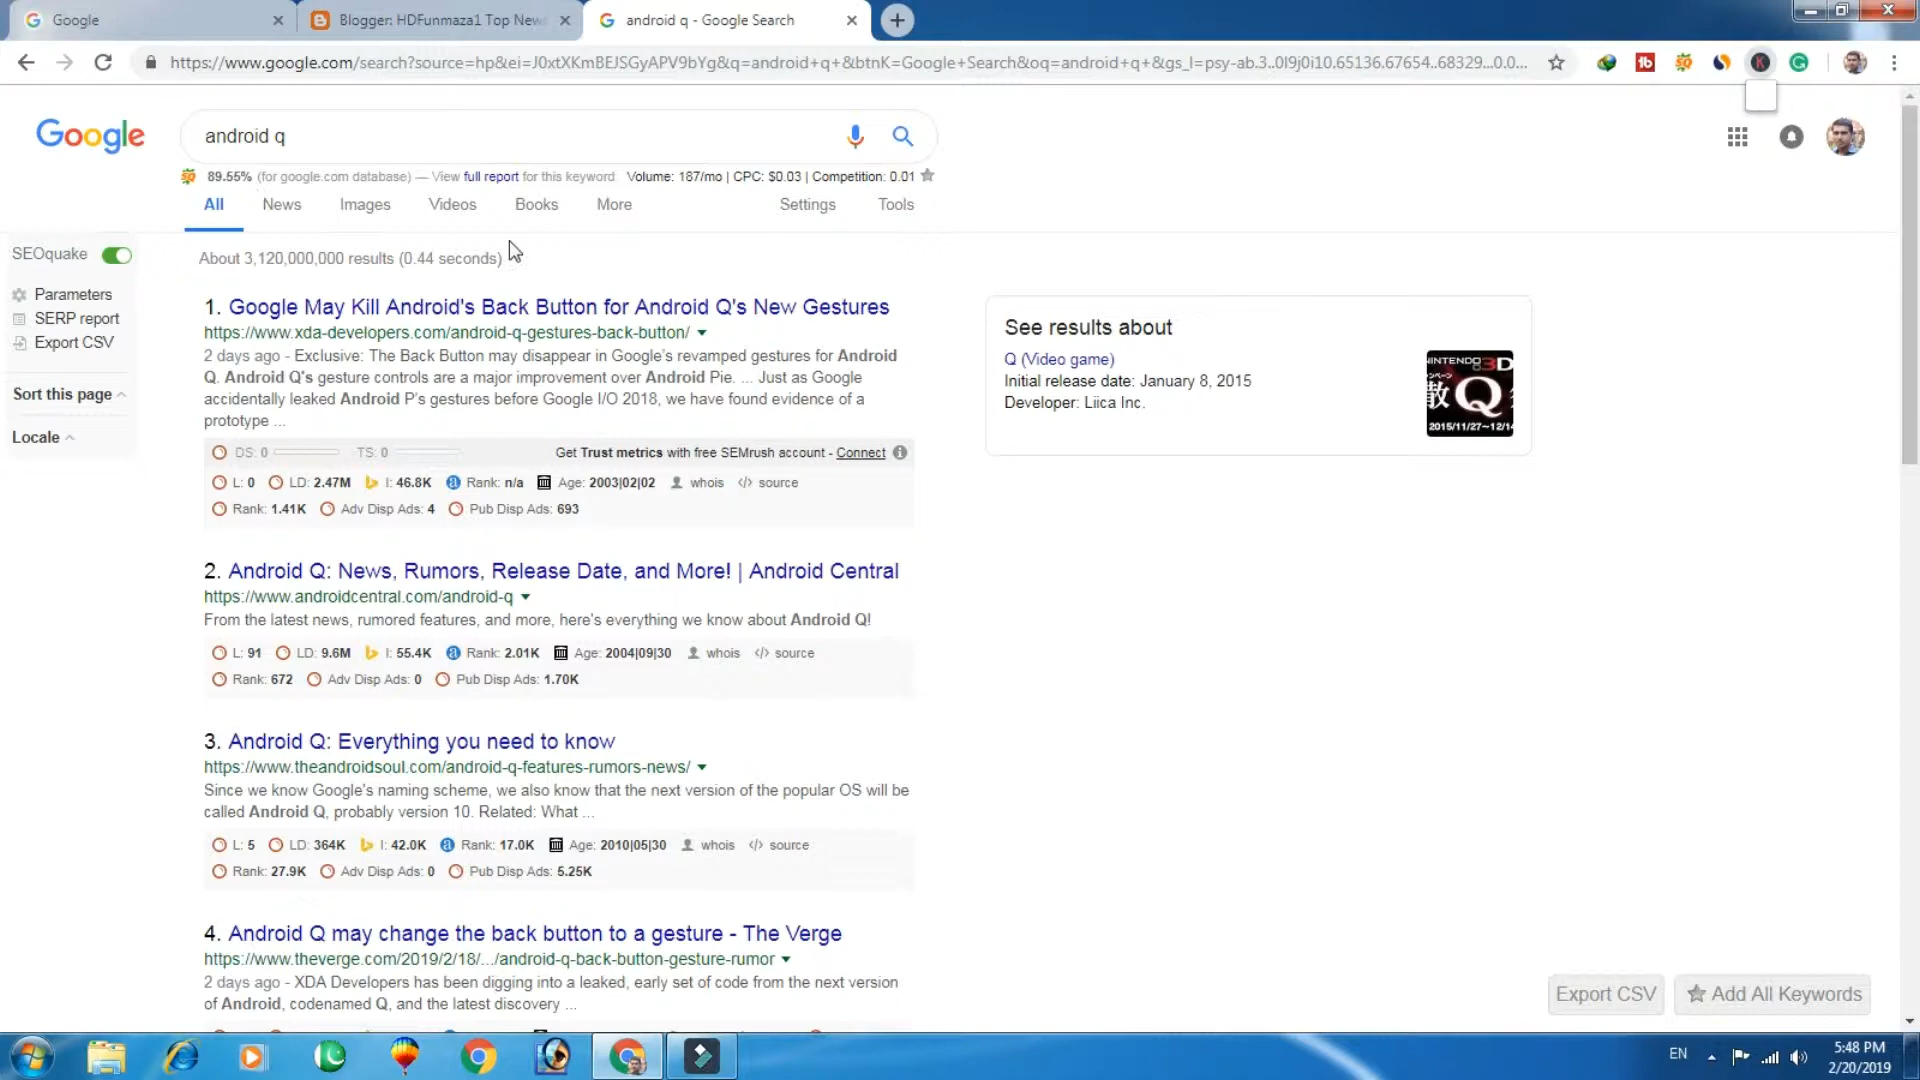 Google
Blogger: HDFunmaza1 Top New
android q - Google Search
https://www.google.com/search?source=hp&ei=J0xtXKmBEJSGyAPV9bYg&q=android+q+&btnK=Google+Search&oq=android+q+&gs_l=psy-ab.3..0l9j0i10.65136.67654..68329...0.0...
Google
android q
89.55% (for google.com database) — View full report for this keyword Volume: 187/mo | CPC: $0.03 | Competition: 0.01
All News Images Videos Books More Settings Tools
SEOquake
Parameters
SERP report
Export CSV
Sort this page
Locale
About 3,120,000,000 results (0.44 seconds)
1. Google May Kill Android's Back Button for Android Q's New Gestures
https://www.xda-developers.com/android-q-gestures-back-button/
2 days ago - Exclusive: The Back Button may disappear in Google's revamped gestures for Android
Q. Android Q's gesture controls are a major improvement over Android Pie. ... Just as Google
accidentally leaked Android P's gestures before Google I/O 2018, we have found evidence of a
prototype ...
DS: 0 TS: 0 Get Trust metrics with free SEMrush account - Connect
L: 0 LD: 2.47M I: 46.8K Rank: n/a Age: 2003|02|02 whois source
Rank: 1.41K Adv Disp Ads: 4 Pub Disp Ads: 693
2. Android Q: News, Rumors, Release Date, and More! | Android Central
https://www.androidcentral.com/android-q
From the latest news, rumored features, and more, here's everything we know about Android Q!
L: 91 LD: 9.6M I: 55.4K Rank: 2.01K Age: 2004|09|30 whois source
Rank: 672 Adv Disp Ads: 0 Pub Disp Ads: 1.70K
3. Android Q: Everything you need to know
https://www.theandroidsoul.com/android-q-features-rumors-news/
Since we know Google's naming scheme, we also know that the next version of the popular OS will be
called Android Q, probably version 10. Related: What ...
L: 5 LD: 364K I: 42.0K Rank: 17.0K Age: 2010|05|30 whois source
Rank: 27.9K Adv Disp Ads: 0 Pub Disp Ads: 5.25K
4. Android Q may change the back button to a gesture - The Verge
https://www.theverge.com/2019/2/18/.../android-q-back-button-gesture-rumor
2 days ago - XDA Developers has been digging into a leaked, early set of code from the next version
of Android, codenamed Q, and the latest discovery ...
See results about
Q (Video game)
Initial release date: January 8, 2015
Developer: Liica Inc.
NINTENDO 3D
散Q
2015/11/27~12/14
Export CSV
Add All Keywords
EN
5:48 PM
2/20/2019